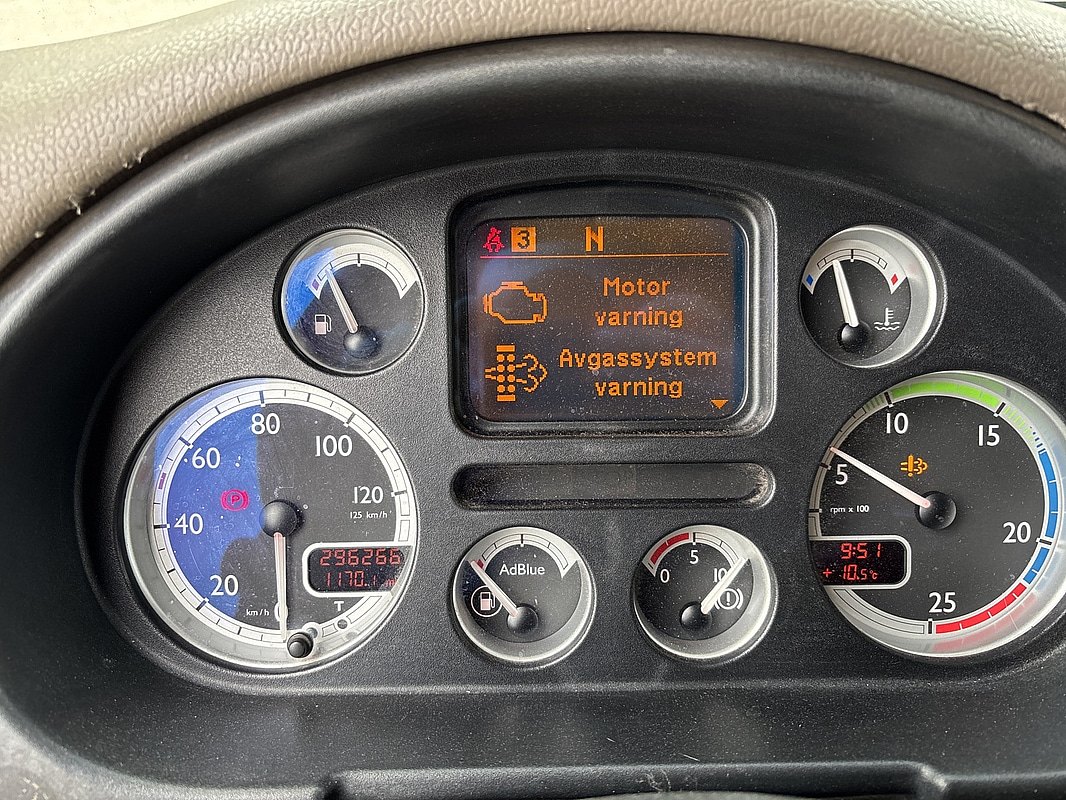 3 N
Motor
varning
Avgassystem
varning
20
40
60
80
100
120
125 km/h
km/h
0
P
296266
1170.1
T
AdBlue
0
5
10
5
10
15
20
25
rpm x 100
9:51
+ 10.5°C